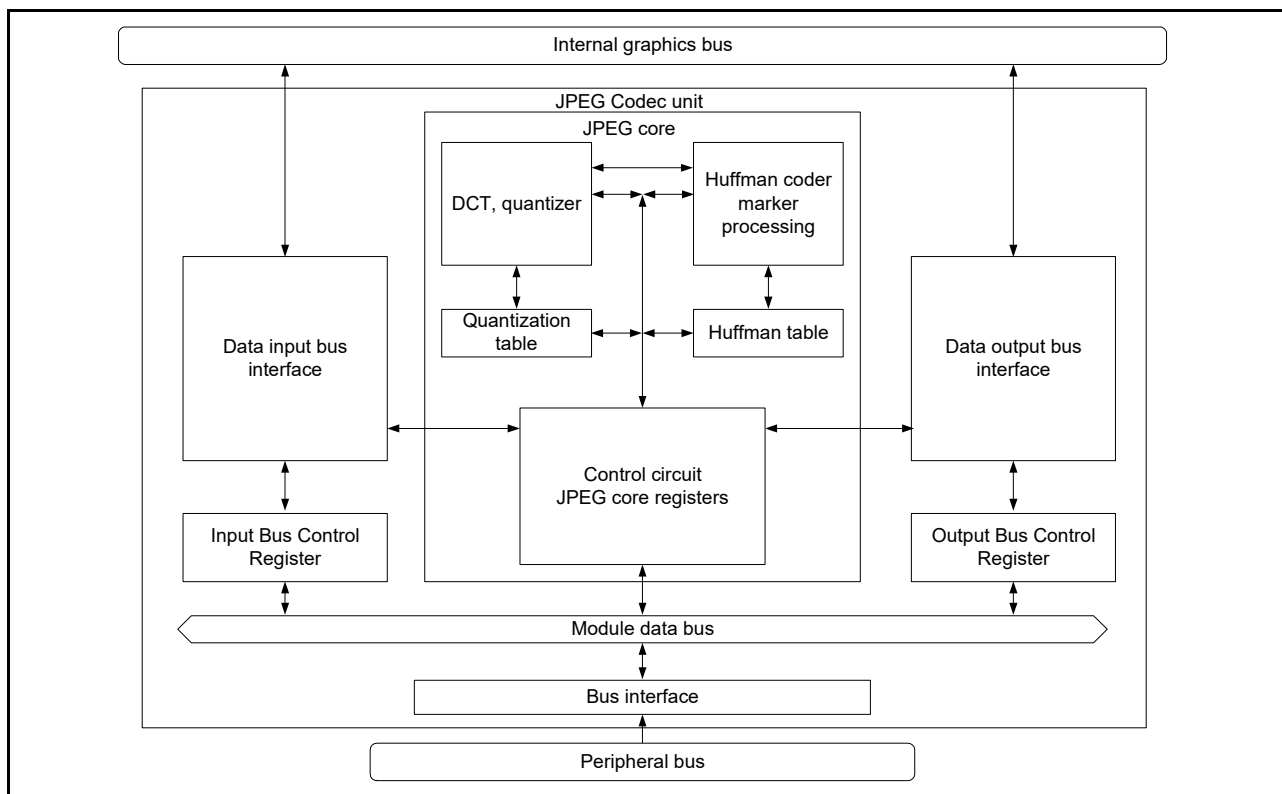 Internal graphics bus
JPEG Codec unit
JPEG core
DCT, quantizer
Huffman coder
marker
processing
Quantization
table
Huffman table
Data input bus
interface
Data output bus
interface
Control circuit
JPEG core registers
Input Bus Control
Register
Output Bus Control
Register
Module data bus
Bus interface
Peripheral bus